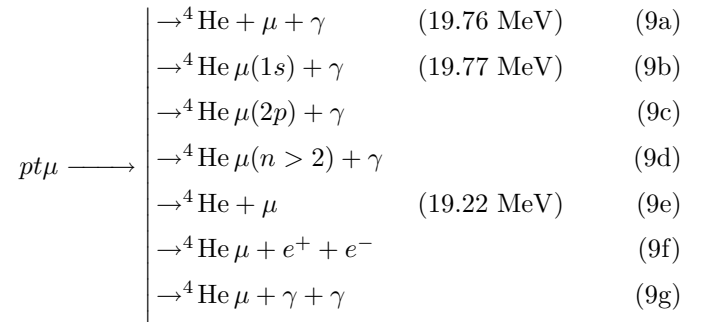 →⁴He + μ + γ (19.76 MeV) (9a)
→⁴He μ(1s) + γ (19.77 MeV) (9b)
→⁴He μ(2p) + γ (9c)
ptμ ⟶ →⁴He μ(n > 2) + γ (9d)
→⁴He + μ (19.22 MeV) (9e)
→⁴He μ + e⁺ + e⁻ (9f)
→⁴He μ + γ + γ (9g)